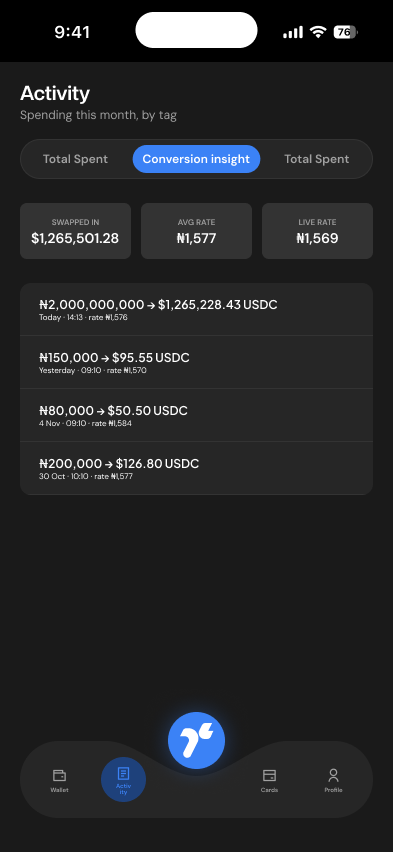 9:41
76
Activity
Spending this month, by tag
Total Spent
Conversion insight
Total Spent
SWAPPED IN
$1,265,501.28
AVG RATE
₦1,577
LIVE RATE
₦1,569
₦2,000,000,000 → $1,265,228.43 USDC
Today · 14:13 · rate ₦1,576
₦150,000 → $95.55 USDC
Yesterday · 09:10 · rate ₦1,570
₦80,000 → $50.50 USDC
4 Nov · 09:10 · rate ₦1,584
₦200,000 → $126.80 USDC
30 Oct · 10:10 · rate ₦1,577
Wallet
Activ
ity
Cards
Profile